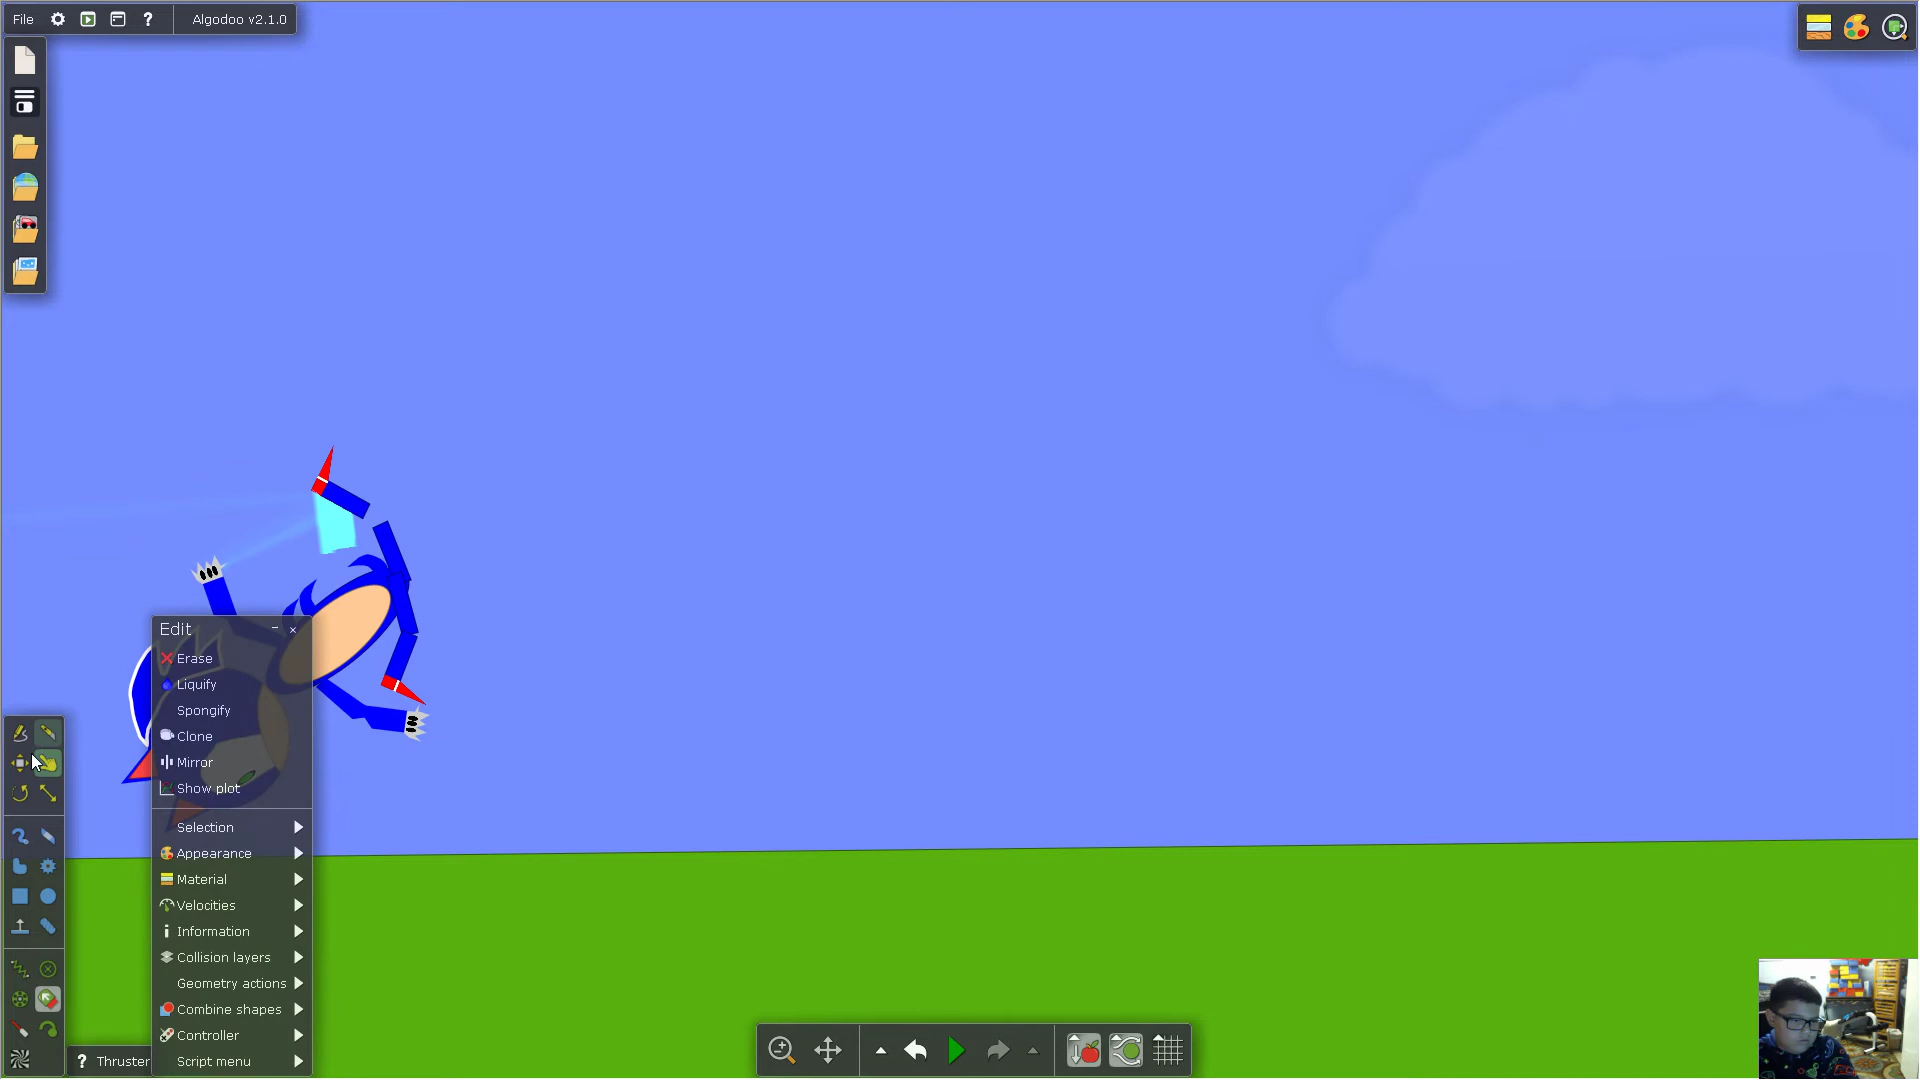 File
?
Algodoo v2.1.0
Edit
Erase
Liquify
Spongify
Clone
Mirror
Show plot
Selection
Appearance
Material
Velocities
Information
Collision layers
Geometry actions
Combine shapes
Controller
Script menu
? Thruster